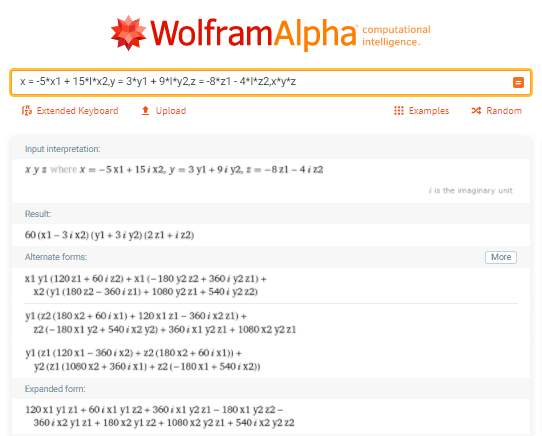 WolframAlpha computational
intelligence.
x = -5*x1 + 15*I*x2,y = 3*y1 + 9*I*y2,z = -8*z1 - 4*I*z2,x*y*z
Extended Keyboard Upload Examples Random
Input interpretation:
x y z where x = −5 x1 + 15 i x2, y = 3 y1 + 9 i y2, z = −8 z1 − 4 i z2
i is the imaginary unit
Result:
60 (x1 − 3 i x2) (y1 + 3 i y2) (2 z1 + i z2)
Alternate forms: More
x1 y1 (120 z1 + 60 i z2) + x1 (−180 y2 z2 + 360 i y2 z1) +
x2 (y1 (180 z2 − 360 i z1) + 1080 y2 z1 + 540 i y2 z2)
y1 (z2 (180 x2 + 60 i x1) + 120 x1 z1 − 360 i x2 z1) +
z2 (−180 x1 y2 + 540 i x2 y2) + 360 i x1 y2 z1 + 1080 x2 y2 z1
y1 (z1 (120 x1 − 360 i x2) + z2 (180 x2 + 60 i x1)) +
y2 (z1 (1080 x2 + 360 i x1) + z2 (−180 x1 + 540 i x2))
Expanded form:
120 x1 y1 z1 + 60 i x1 y1 z2 + 360 i x1 y2 z1 − 180 x1 y2 z2 −
360 i x2 y1 z1 + 180 x2 y1 z2 + 1080 x2 y2 z1 + 540 i x2 y2 z2